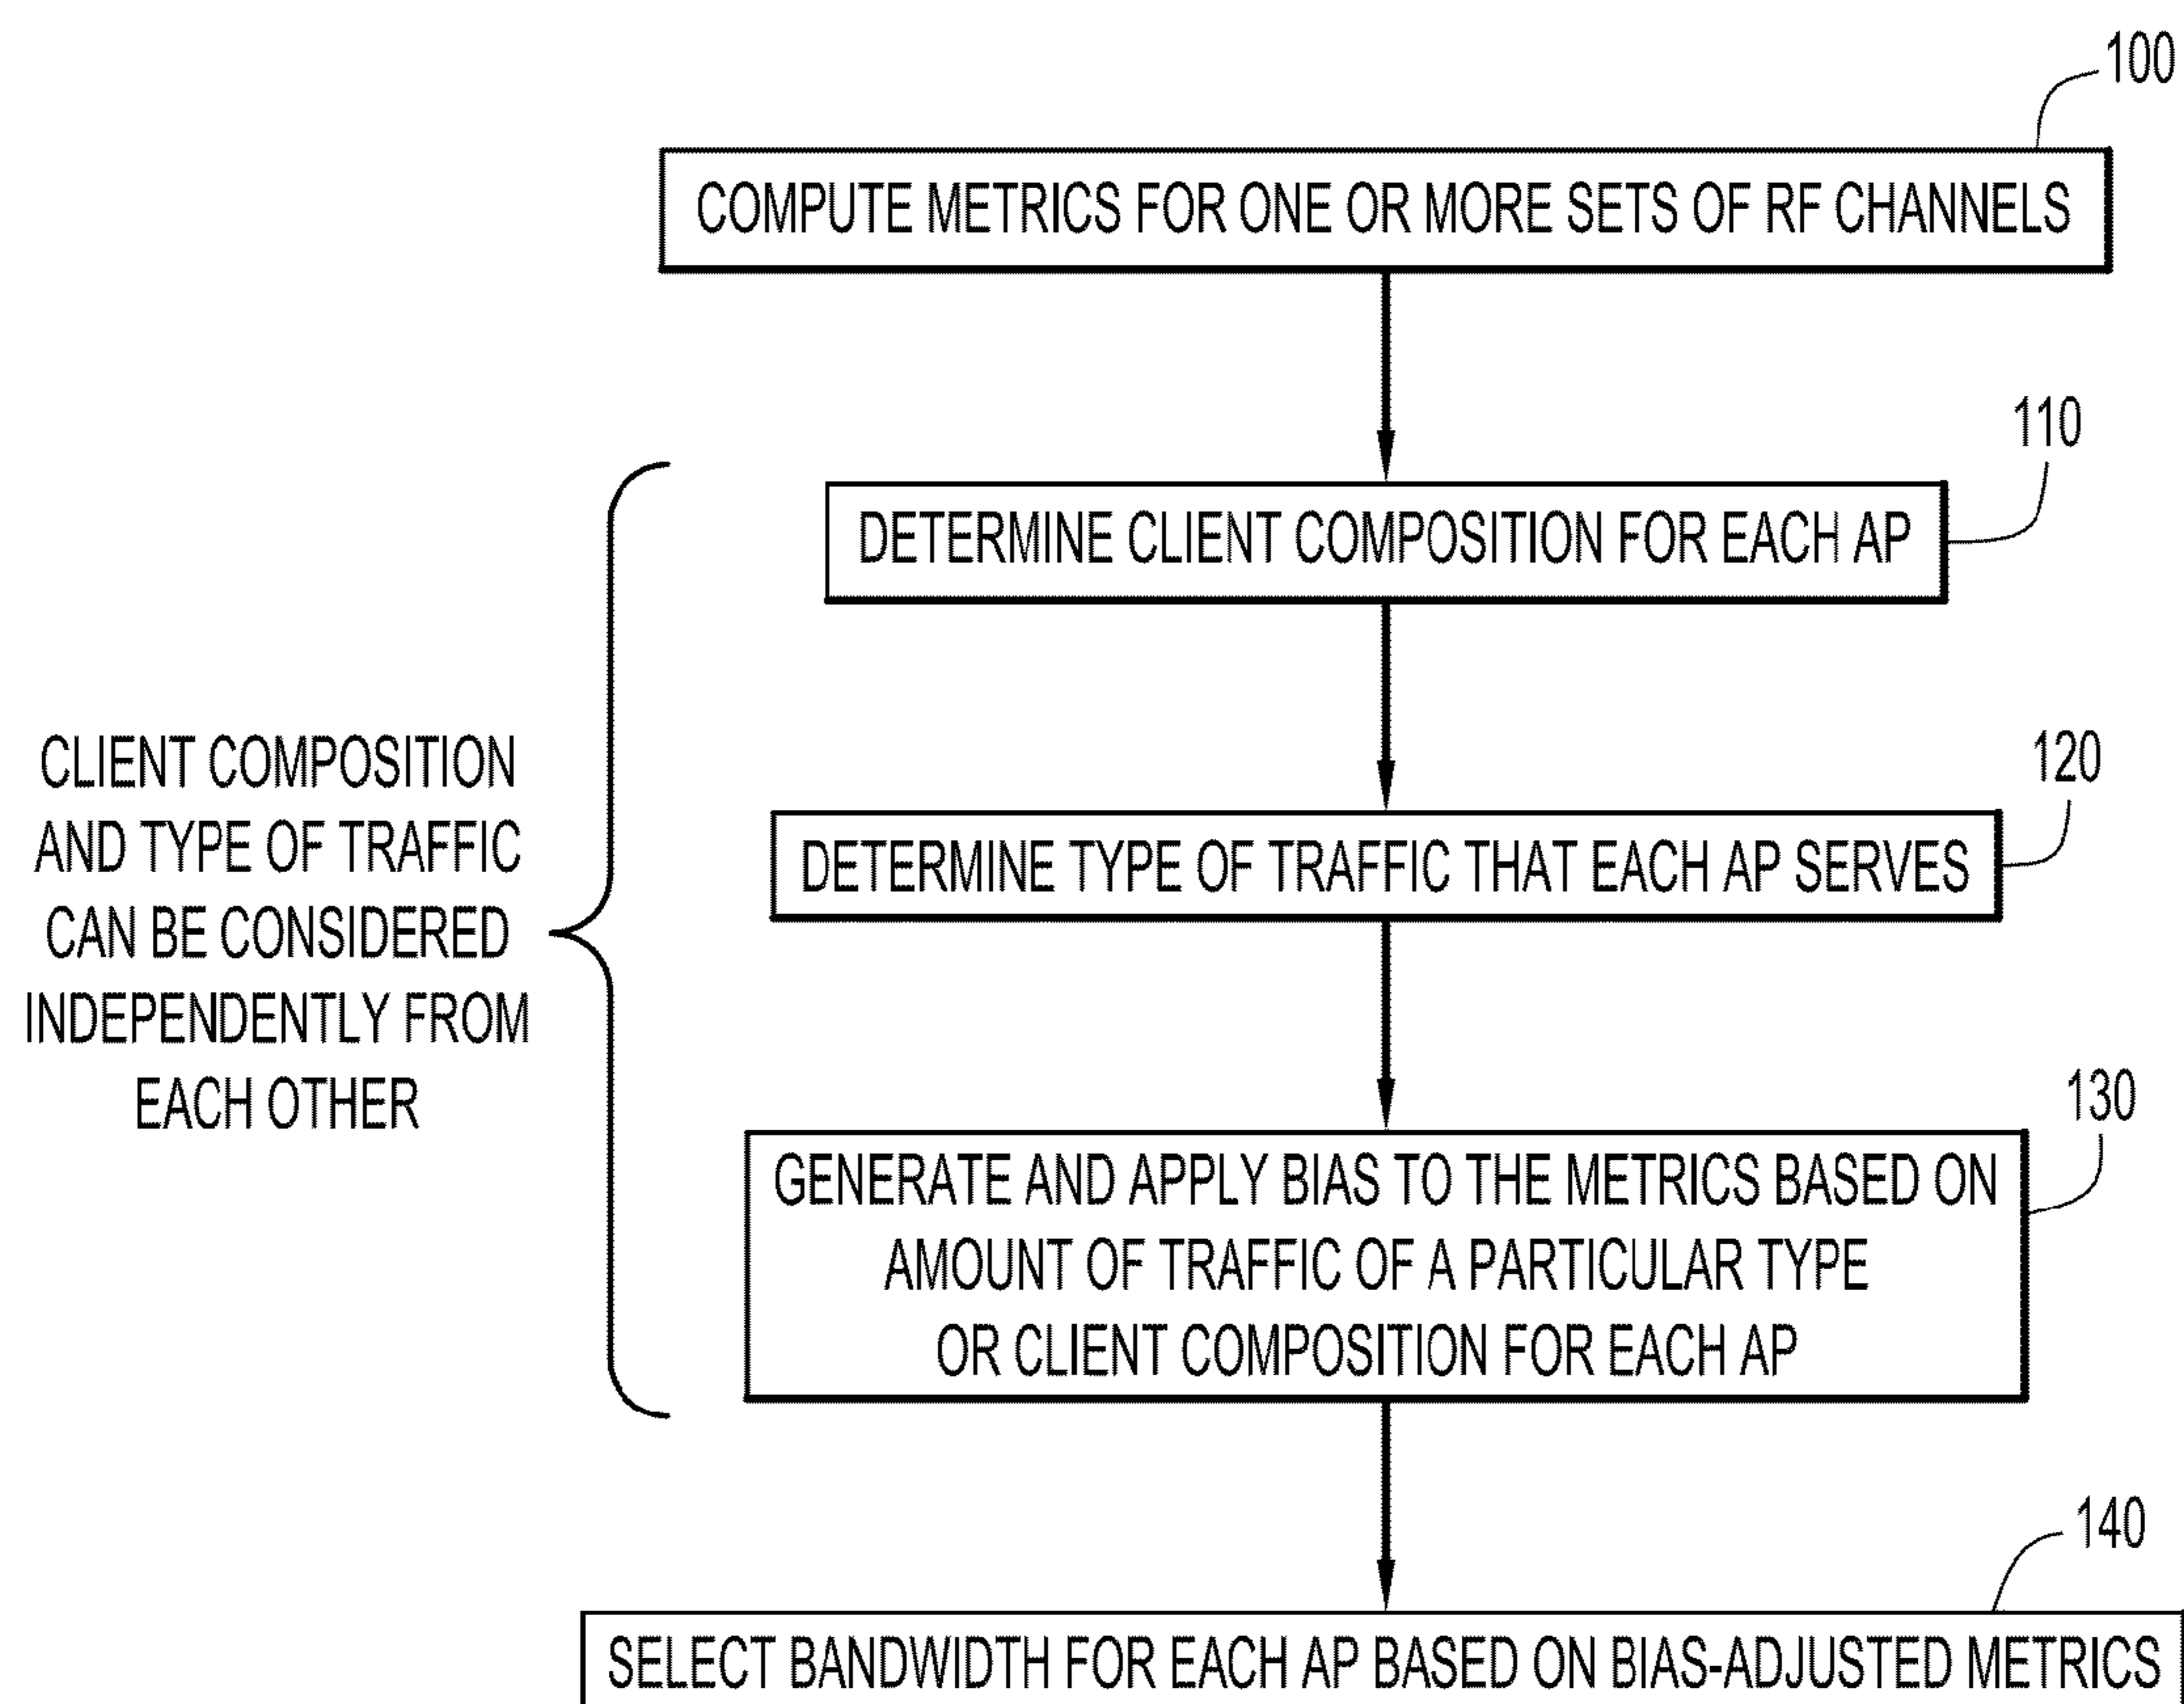 100
COMPUTE METRICS FOR ONE OR MORE SETS OF RF CHANNELS
110
DETERMINE CLIENT COMPOSITION FOR EACH AP
120
DETERMINE TYPE OF TRAFFIC THAT EACH AP SERVES
CLIENT COMPOSITION
AND TYPE OF TRAFFIC
CAN BE CONSIDERED
INDEPENDENTLY FROM
EACH OTHER
130
GENERATE AND APPLY BIAS TO THE METRICS BASED ON
AMOUNT OF TRAFFIC OF A PARTICULAR TYPE
OR CLIENT COMPOSITION FOR EACH AP
140
SELECT BANDWIDTH FOR EACH AP BASED ON BIAS-ADJUSTED METRICS